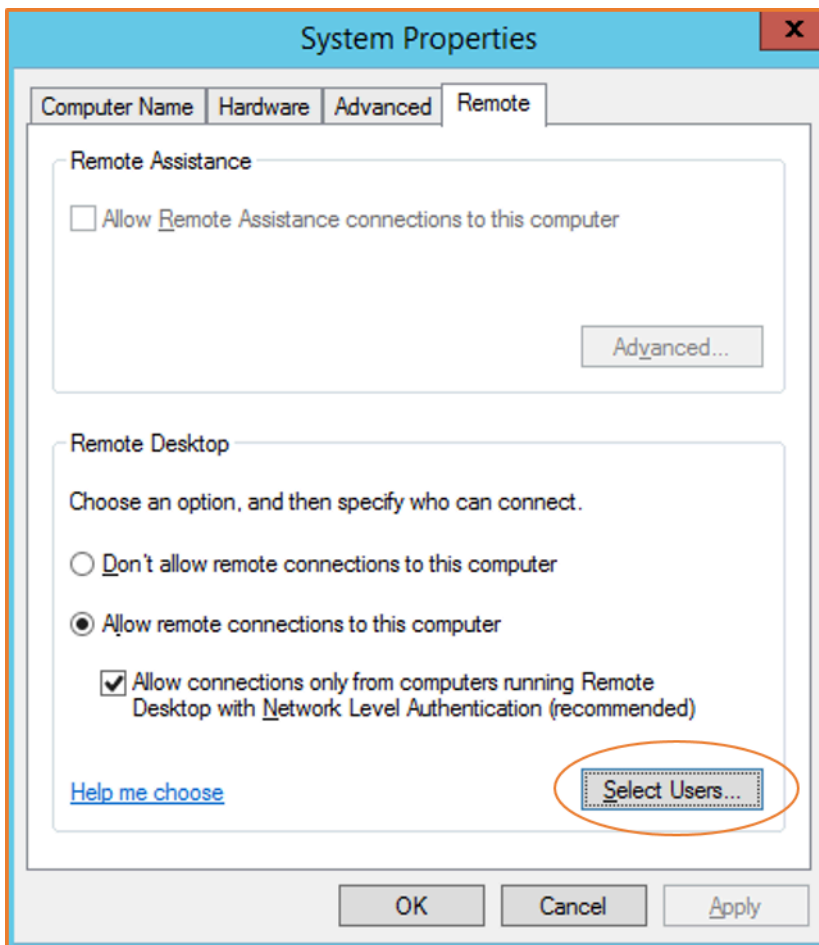 System Properties
X
Computer Name Hardware Advanced Remote
Remote Assistance
Allow Remote Assistance connections to this computer
Advanced...
Remote Desktop
Choose an option, and then specify who can connect.
Don't allow remote connections to this computer
Allow remote connections to this computer
Allow connections only from computers running Remote
Desktop with Network Level Authentication (recommended)
Help me choose Select Users...
OK Cancel Apply